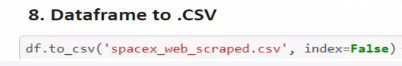 8. Dataframe to .CSV
df.to_csv('spacex_web_scraped.csv', index=False)